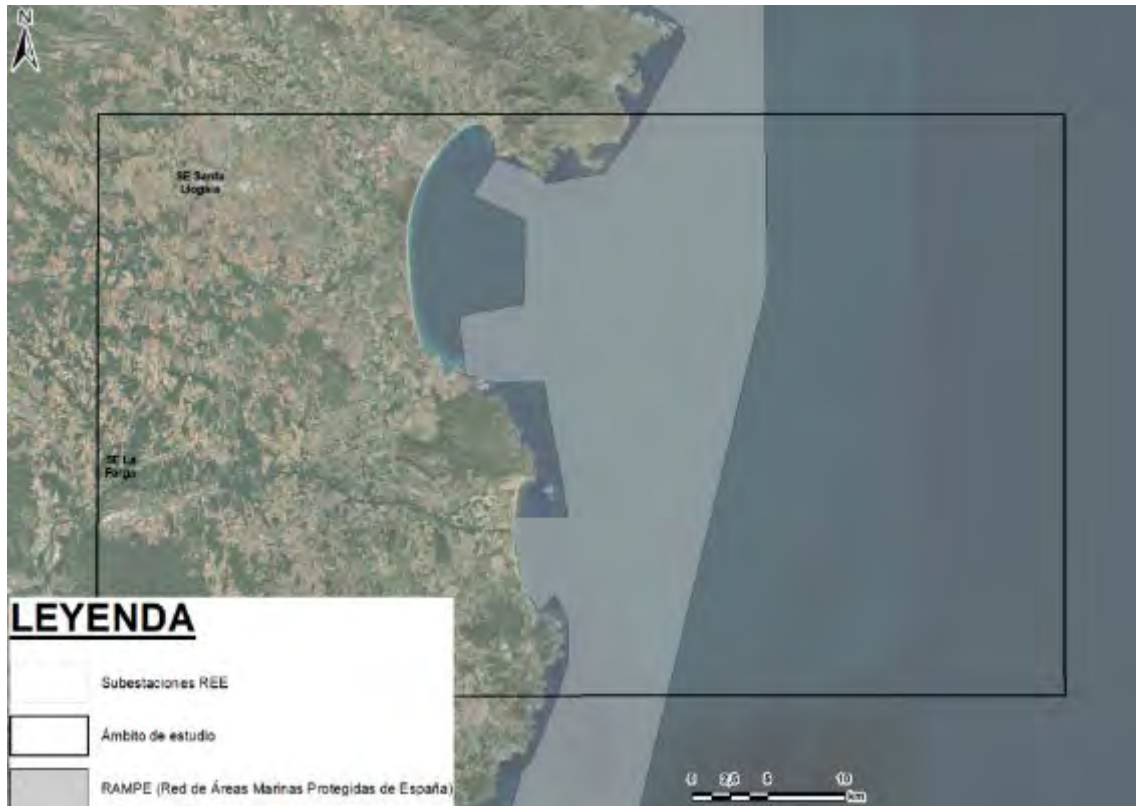 N
SE Santa
Llogaia
SE La
Farga
LEYENDA
Subestaciones REE
Ámbito de estudio
RAMPE (Red de Áreas Marinas Protegidas de España)
0 2,5 5 10
km